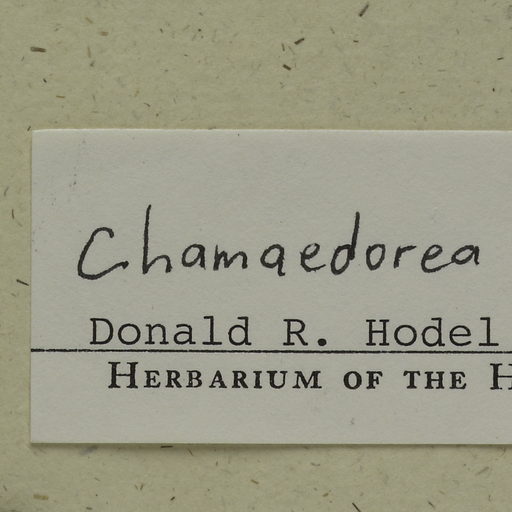 Chamaedorea
Donald R. Hodel
HERBARIUM OF THE H